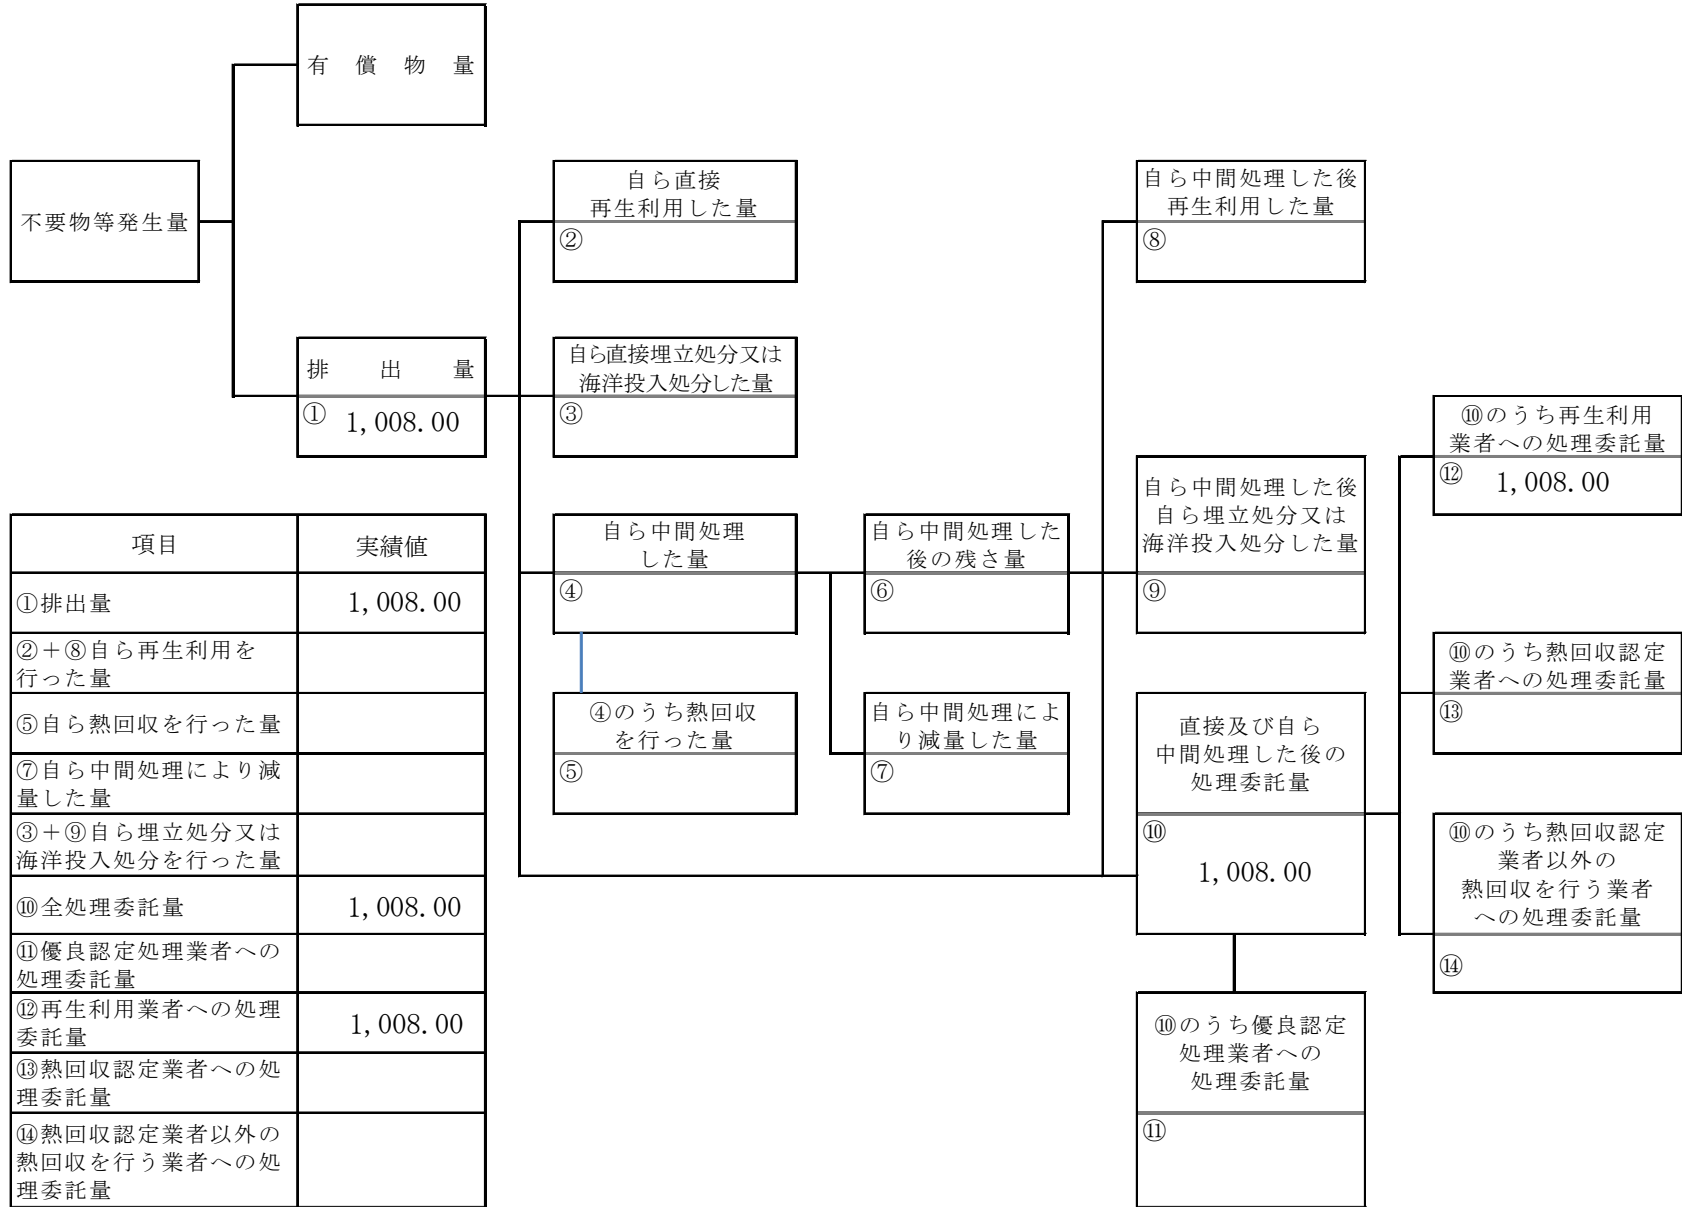 有償物量
不要物等発生量
排出量
① 1,008.00
自ら直接
再生利用した量
②
自ら直接埋立処分又は
海洋投入処分した量
③
自ら中間処理
した量
④
④のうち熱回収
を行った量
⑤
自ら中間処理した
後の残さ量
⑥
自ら中間処理によ
り減量した量
⑦
自ら中間処理した後
再生利用した量
⑧
自ら中間処理した後
自ら埋立処分又は
海洋投入処分した量
⑨
直接及び自ら
中間処理した後の
処理委託量
⑩
1,008.00
⑩のうち優良認定
処理業者への
処理委託量
⑪
⑩のうち再生利用
業者への処理委託量
⑫ 1,008.00
⑩のうち熱回収認定
業者への処理委託量
⑬
⑩のうち熱回収認定
業者以外の
熱回収を行う業者
への処理委託量
⑭
項目 実績値
①排出量 1,008.00
②+⑧自ら再生利用を
行った量
⑤自ら熱回収を行った量
⑦自ら中間処理により減
量した量
③+⑨自ら埋立処分又は
海洋投入処分を行った量
⑩全処理委託量 1,008.00
⑪優良認定処理業者への
処理委託量
⑫再生利用業者への処理
委託量 1,008.00
⑬熱回収認定業者への処
理委託量
⑭熱回収認定業者以外の
熱回収を行う業者への処
理委託量